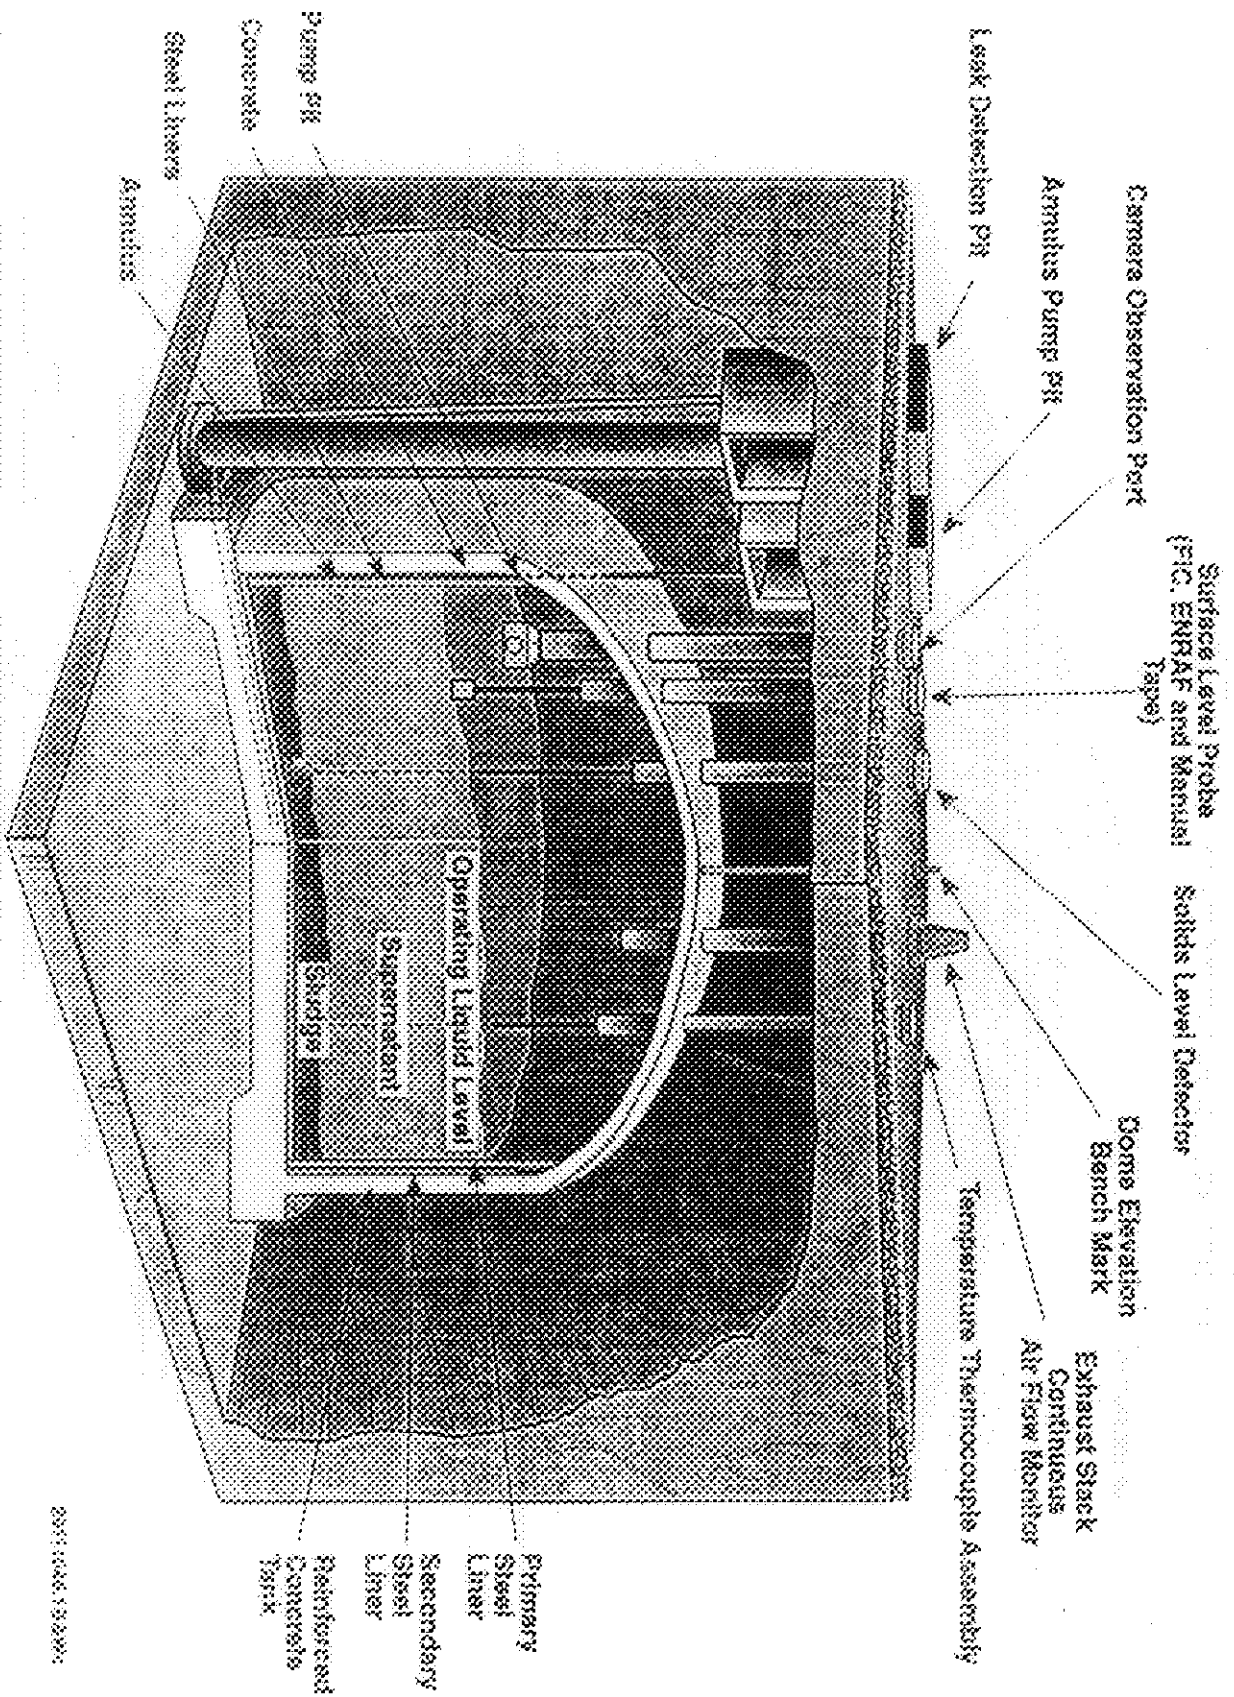 Surface Level Probe
(FIC, ENRAF and Manual
Tape)
Camera Observation Port
Solids Level Detector
Annulus Pump Pit
Dome Elevation
Bench Mark
Leak Detection Pit
Exhaust Stack
Continuous
Air Flow Monitor
Temperature Thermocouple Assembly
Pump Pit
Concrete
Steel Liners
Annulus
Operating Liquid Level
Supernatant
Sludge
Primary
Steel
Liner
Secondary
Steel
Liner
Reinforced
Concrete
Tank